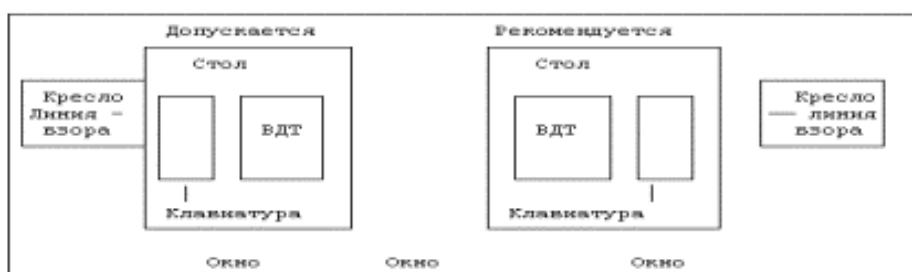 Допускается
Рекомендуется
Стол
Стол
Кресло
Линия –
взора
ВДТ
ВДТ
Кресло
— линия
взора
Клавиатура
Клавиатура
Окно
Окно
Окно